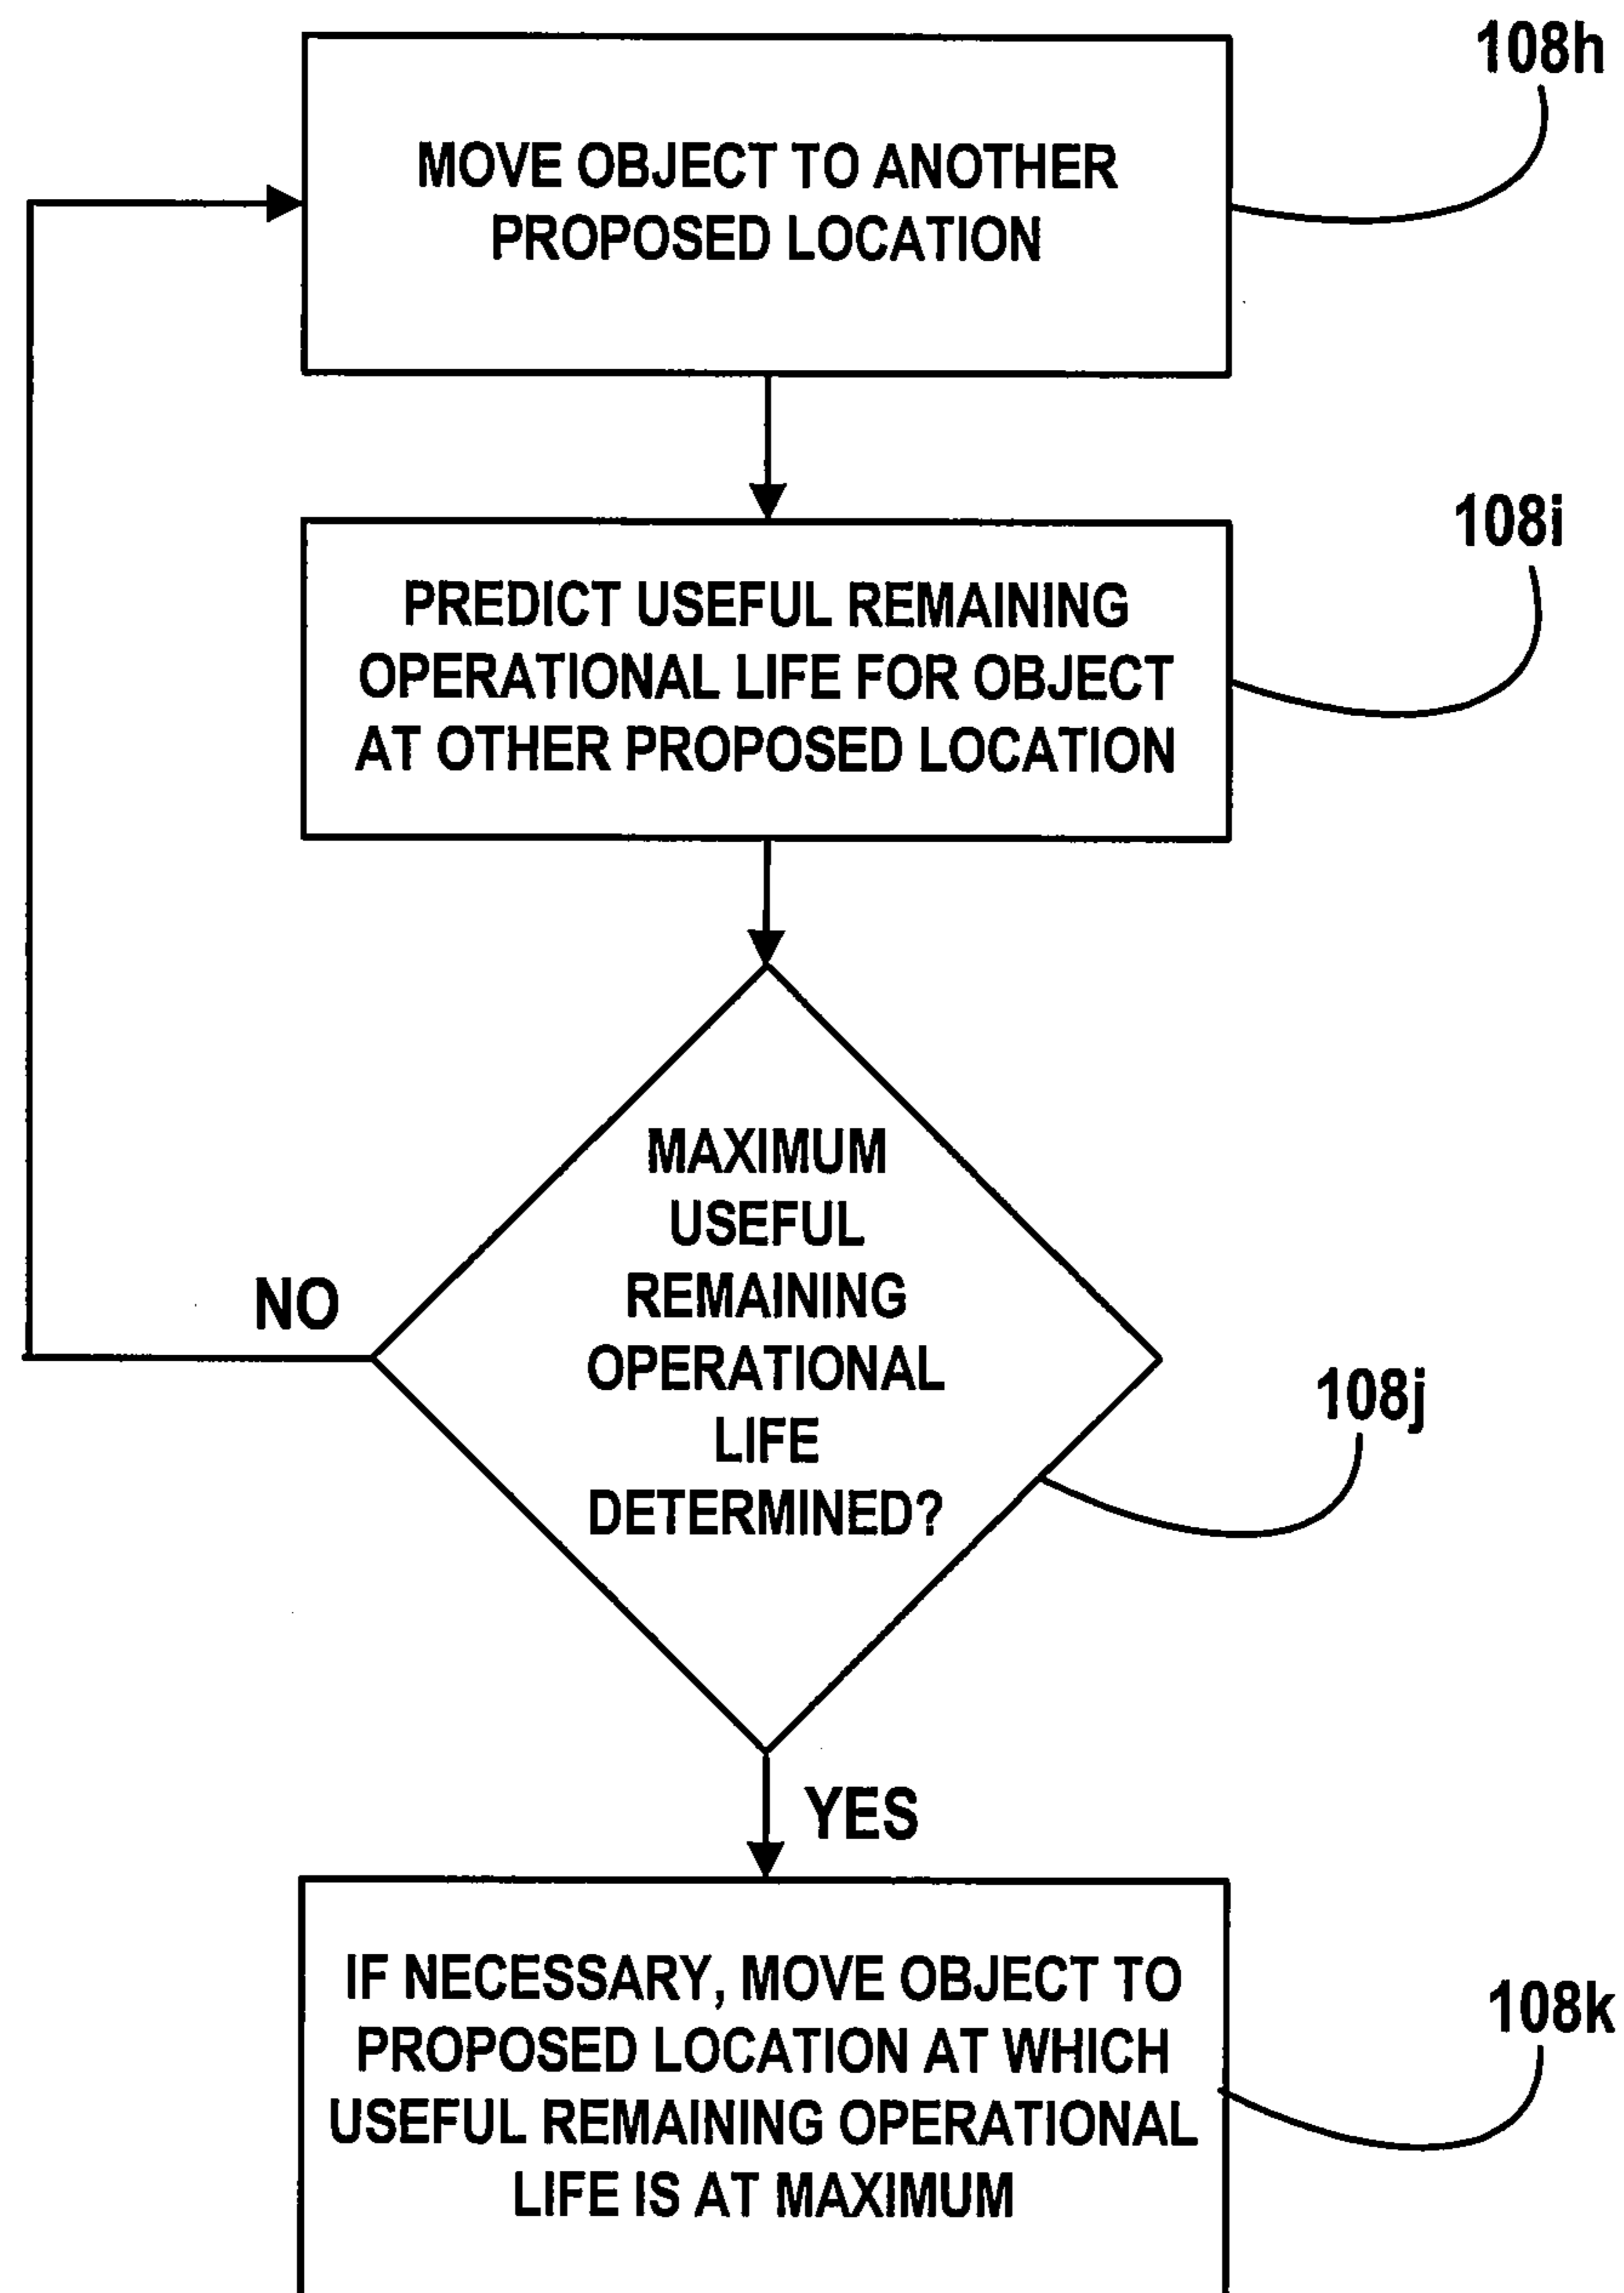 108h
MOVE OBJECT TO ANOTHER
PROPOSED LOCATION
108i
PREDICT USEFUL REMAINING
OPERATIONAL LIFE FOR OBJECT
AT OTHER PROPOSED LOCATION
MAXIMUM
USEFUL
REMAINING
OPERATIONAL
LIFE
DETERMINED?
NO
108j
YES
IF NECESSARY, MOVE OBJECT TO
PROPOSED LOCATION AT WHICH
USEFUL REMAINING OPERATIONAL
LIFE IS AT MAXIMUM
108k